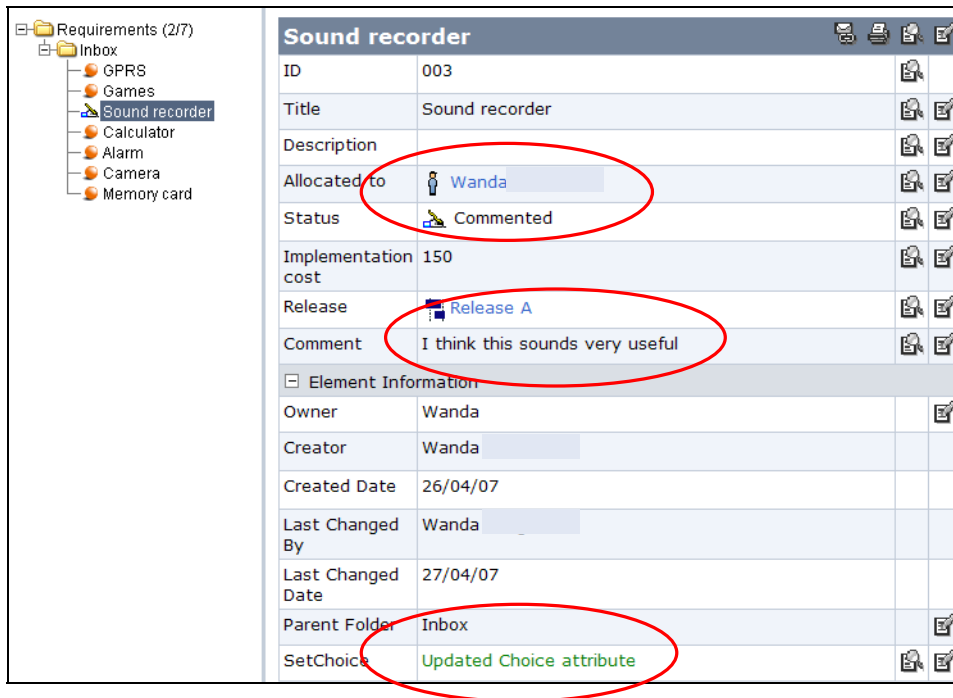 Requirements (2/7)
Inbox
GPRS
Games
Sound recorder
Calculator
Alarm
Camera
Memory card
Sound recorder
ID 003
Title Sound recorder
Description
Allocated to Wanda
Status Commented
Implementation 150
cost
Release Release A
Comment I think this sounds very useful
Element Information
Owner Wanda
Creator Wanda
Created Date 26/04/07
Last Changed Wanda
By
Last Changed 27/04/07
Date
Parent Folder Inbox
SetChoice Updated Choice attribute